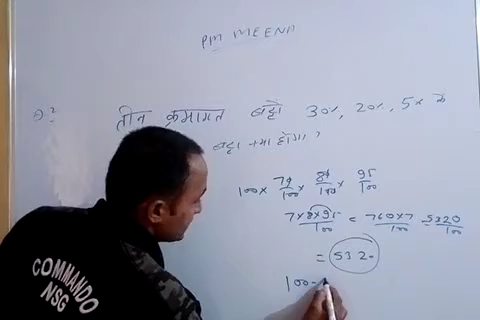 PM MEENA
Q.2 तीन क्रमागत बट्टो 30%, 20%, 5% के
बट्टा क्या होगा?
100 × 70/100 × 80/100 × 95/100
7×8×95/100 = 760×7/100 = 5320/100
= 53.20
100-
COMMANDO
NSG